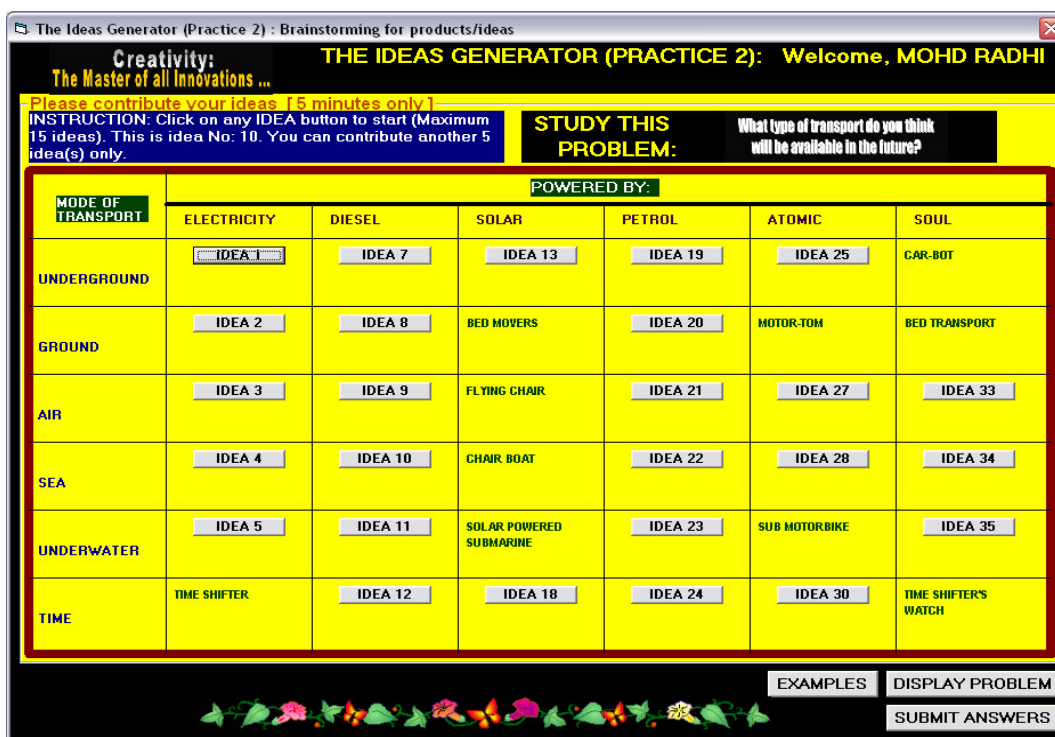 The Ideas Generator (Practice 2) : Brainstorming for products/ideas
Creativity:
The Master of all Innovations ...
THE IDEAS GENERATOR (PRACTICE 2): Welcome, MOHD RADHI
Please contribute your ideas [5 minutes only]
INSTRUCTION: Click on any IDEA button to start (Maximum
15 ideas). This is idea No: 10. You can contribute another 5
idea(s) only.
STUDY THIS
PROBLEM:
What type of transport do you think
will be available in the future?
MODE OF
TRANSPORT
POWERED BY:
ELECTRICITY DIESEL SOLAR PETROL ATOMIC SOUL
UNDERGROUND
IDEA 1 IDEA 7 IDEA 13 IDEA 19 IDEA 25 CAR-BOT
GROUND
IDEA 2 IDEA 8 BED MOVERS IDEA 20 MOTOR-TOM BED TRANSPORT
AIR
IDEA 3 IDEA 9 FLYING CHAIR IDEA 21 IDEA 27 IDEA 33
SEA
IDEA 4 IDEA 10 CHAIR BOAT IDEA 22 IDEA 28 IDEA 34
UNDERWATER
IDEA 5 IDEA 11 SOLAR POWERED
SUBMARINE
IDEA 23 SUB MOTORBIKE IDEA 35
TIME
TIME SHIFTER IDEA 12 IDEA 18 IDEA 24 IDEA 30 TIME SHIFTER'S
WATCH
EXAMPLES DISPLAY PROBLEM
SUBMIT ANSWERS